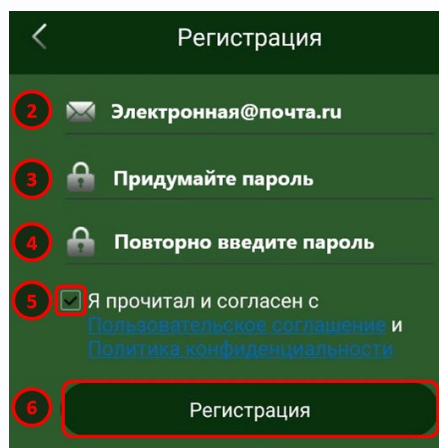 Регистрация
2 Электронная@почта.ru
3 Придумайте пароль
4 Повторно введите пароль
5 Я прочитал и согласен с
Пользовательское соглашение и
Политика конфиденциальности
6 Регистрация